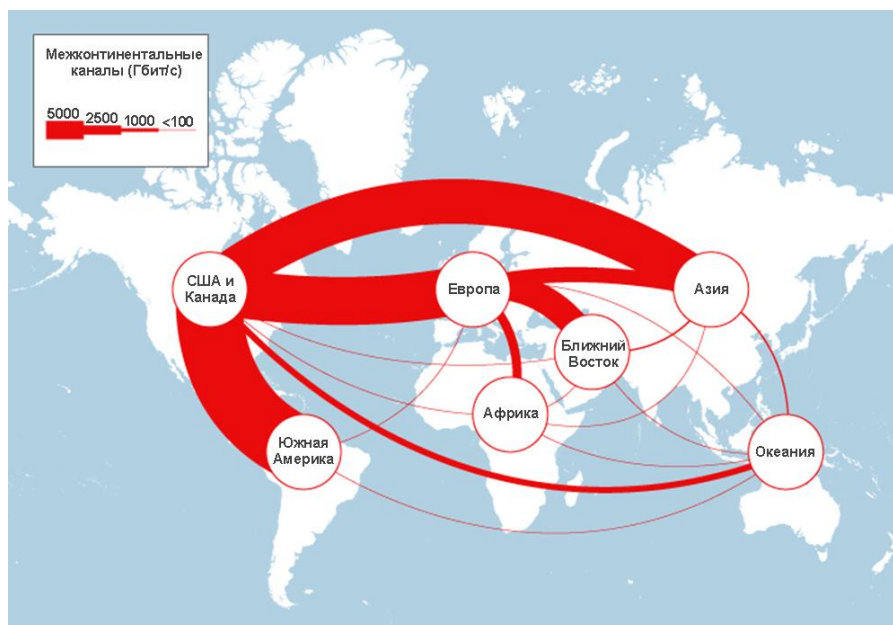 Межконтинентальные
каналы (Гбит/с)
5000 2500 1000 <100
США и
Канада
Европа
Азия
Ближний
Восток
Африка
Южная
Америка
Океания